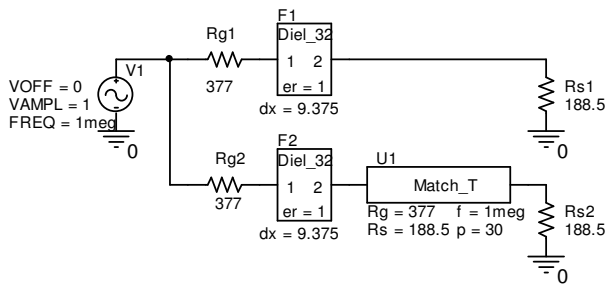 F1
Diel_32
Rg1
1 2
V1
377
er = 1
dx = 9.375
VOFF = 0
VAMPL = 1
FREQ = 1meg
0
Rs1
188.5
0
F2
Diel_32
Rg2
1 2
377
er = 1
dx = 9.375
U1
Match_T
Rg = 377 f = 1meg
Rs = 188.5 p = 30
Rs2
188.5
0